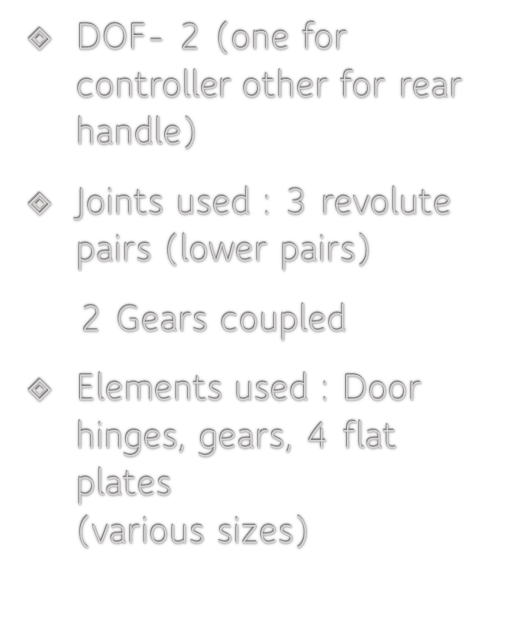 DOF- 2 (one for
controller other for rear
handle)
Joints used : 3 revolute
pairs (lower pairs)
2 Gears coupled
Elements used : Door
hinges, gears, 4 flat
plates
(various sizes)